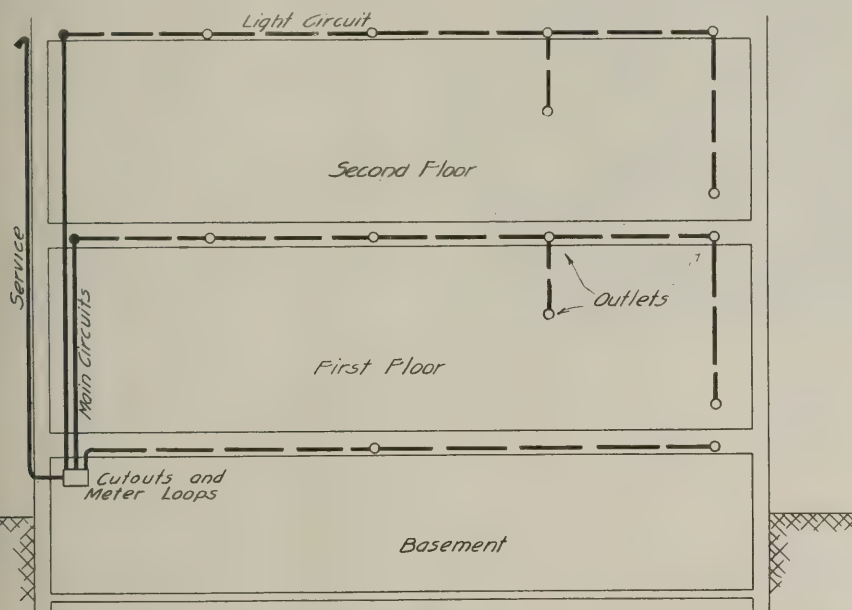 Light Circuit
Second Floor
Service
Main Circuits
Outlets
First Floor
Cutouts and
Meter Loops
Basement